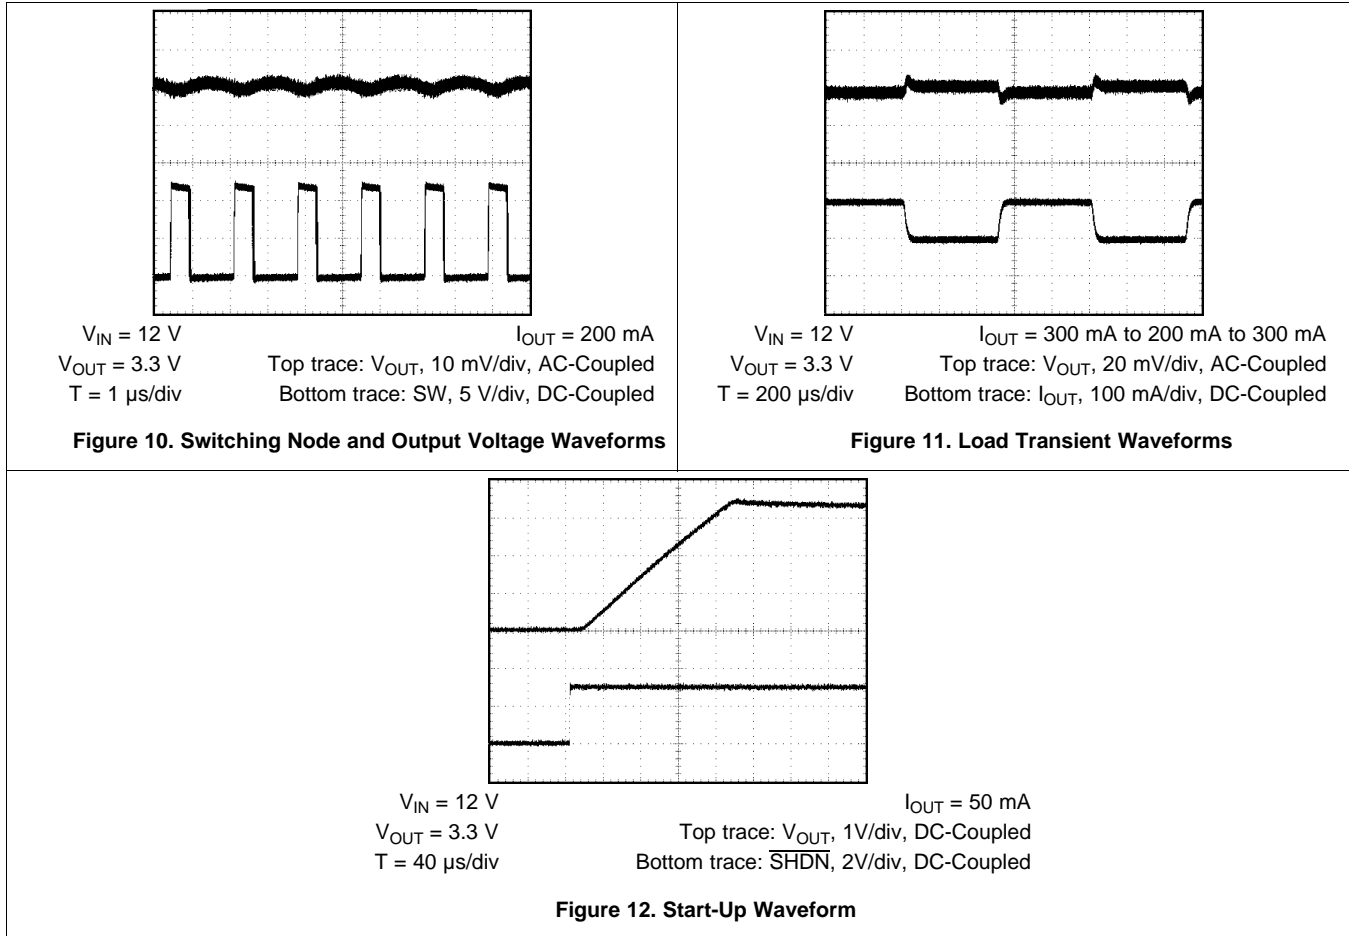 V_IN = 12 V
I_OUT = 200 mA
V_OUT = 3.3 V
Top trace: V_OUT, 10 mV/div, AC-Coupled
T = 1 µs/div
Bottom trace: SW, 5 V/div, DC-Coupled
Figure 10. Switching Node and Output Voltage Waveforms
V_IN = 12 V
I_OUT = 300 mA to 200 mA to 300 mA
V_OUT = 3.3 V
Top trace: V_OUT, 20 mV/div, AC-Coupled
T = 200 µs/div
Bottom trace: I_OUT, 100 mA/div, DC-Coupled
Figure 11. Load Transient Waveforms
V_IN = 12 V
I_OUT = 50 mA
V_OUT = 3.3 V
Top trace: V_OUT, 1V/div, DC-Coupled
T = 40 µs/div
Bottom trace: S̅H̅D̅N̅, 2V/div, DC-Coupled
Figure 12. Start-Up Waveform